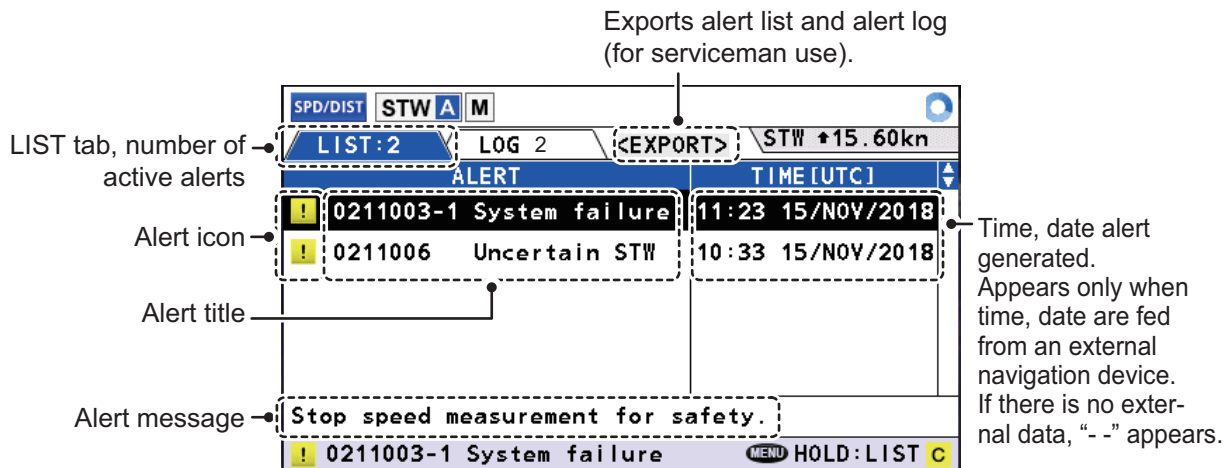 Exports alert list and alert log
(for serviceman use).
SPD/DIST STW A M
LIST tab, number of
active alerts
LIST:2 LOG 2 <EXPORT> STW ⬆15.60kn
ALERT TIME[UTC]
! 0211003-1 System failure 11:23 15/NOV/2018
! 0211006 Uncertain STW 10:33 15/NOV/2018
Alert icon
Alert title
Time, date alert
generated.
Appears only when
time, date are fed
from an external
navigation device.
If there is no exter-
nal data, “- -” appears.
Alert message
Stop speed measurement for safety.
! 0211003-1 System failure MENU HOLD:LIST C